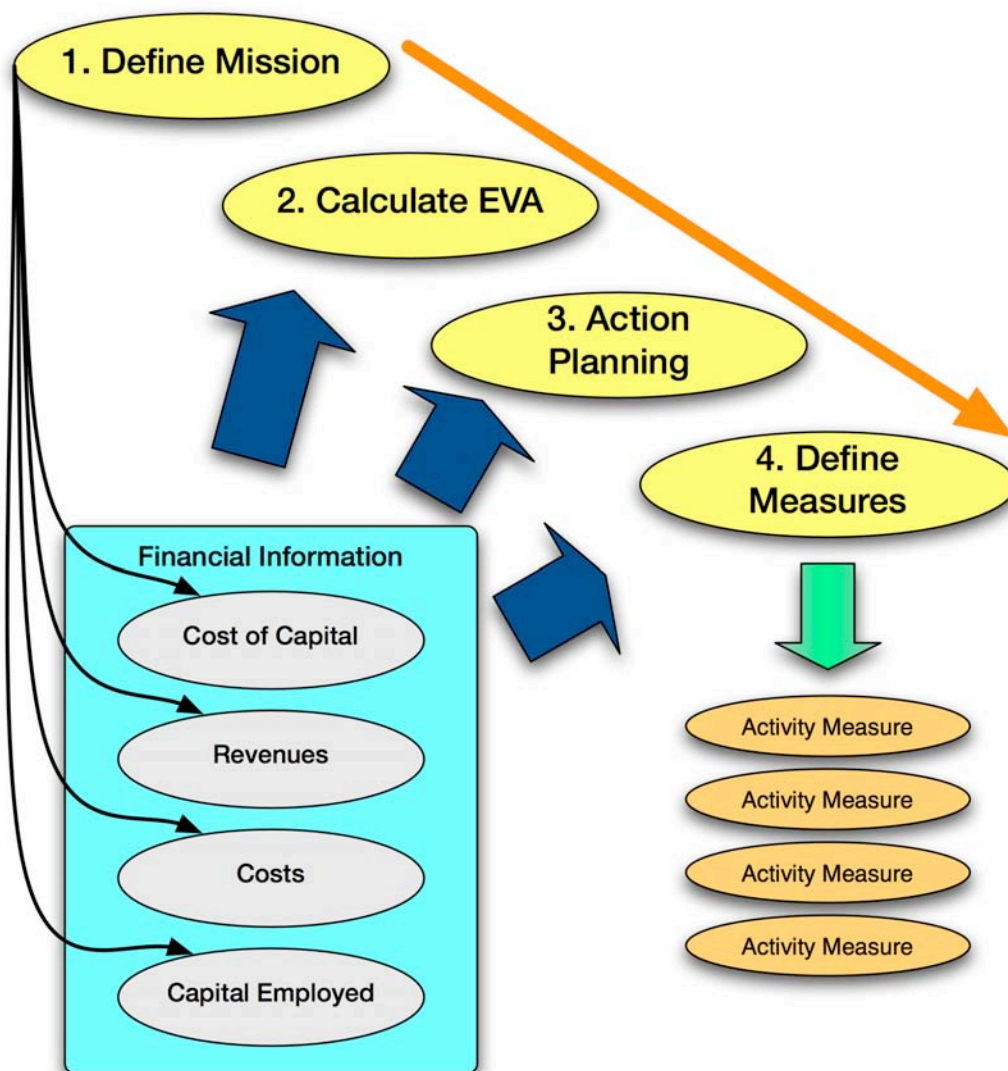 1. Define Mission
2. Calculate EVA
3. Action
Planning
4. Define
Measures
Financial Information
Cost of Capital
Revenues
Costs
Capital Employed
Activity Measure
Activity Measure
Activity Measure
Activity Measure